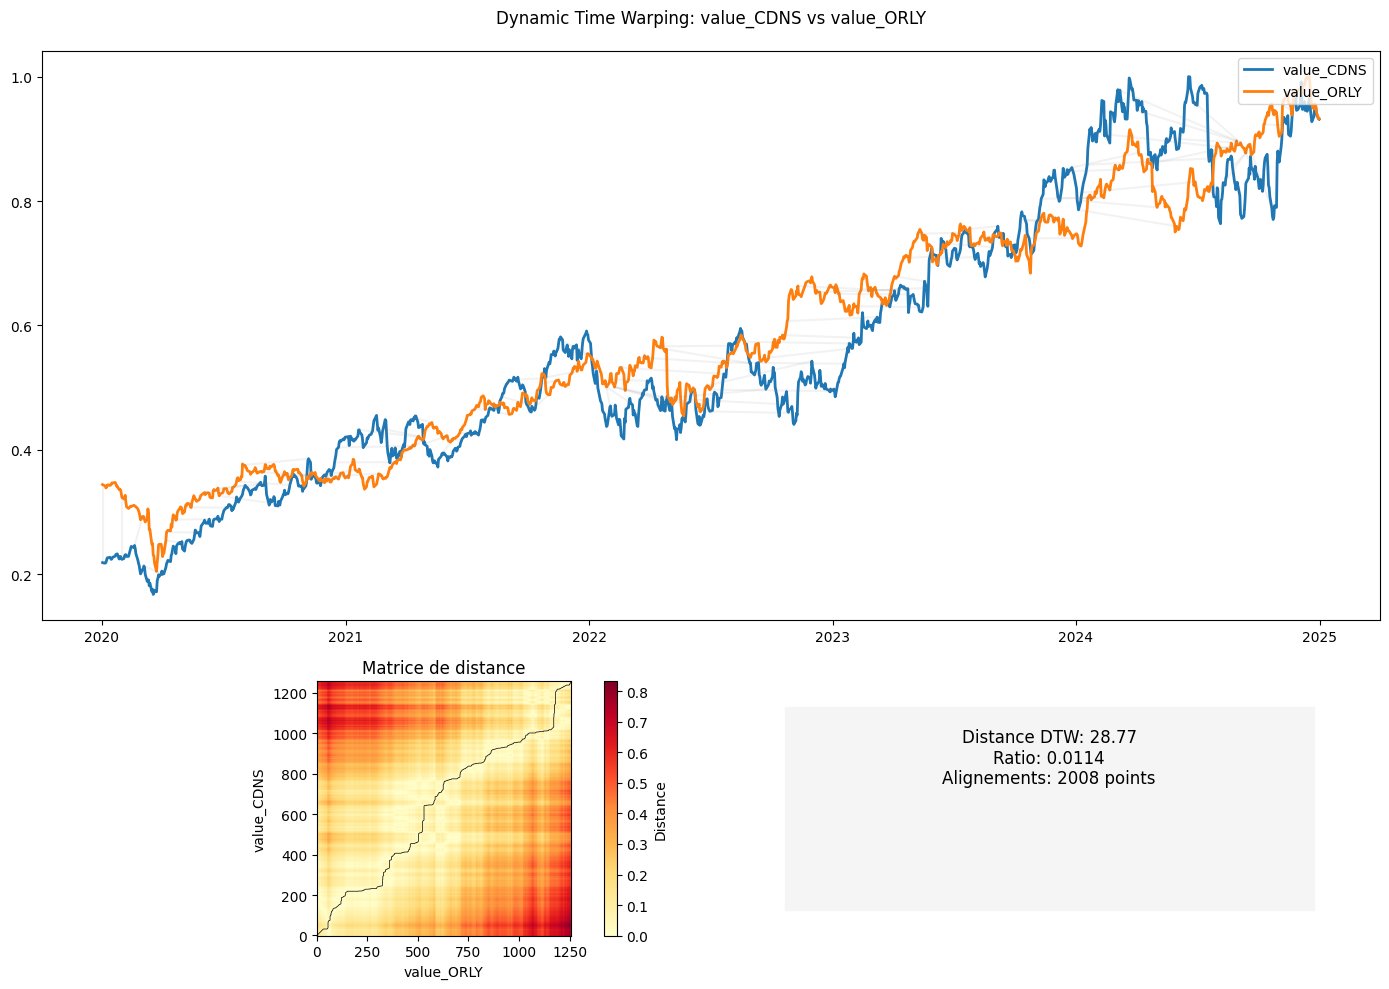 Dynamic Time Warping: value_CDNS vs value_ORLY
value_CDNS
value_ORLY
1.0
0.8
0.6
0.4
0.2
2020 2021 2022 2023 2024 2025
Matrice de distance
1200
1000
800
600
400
200
0
value_CDNS
0 250 500 750 1000 1250
value_ORLY
0.8
0.7
0.6
0.5
0.4
0.3
0.2
0.1
0.0
Distance
Distance DTW: 28.77
Ratio: 0.0114
Alignements: 2008 points